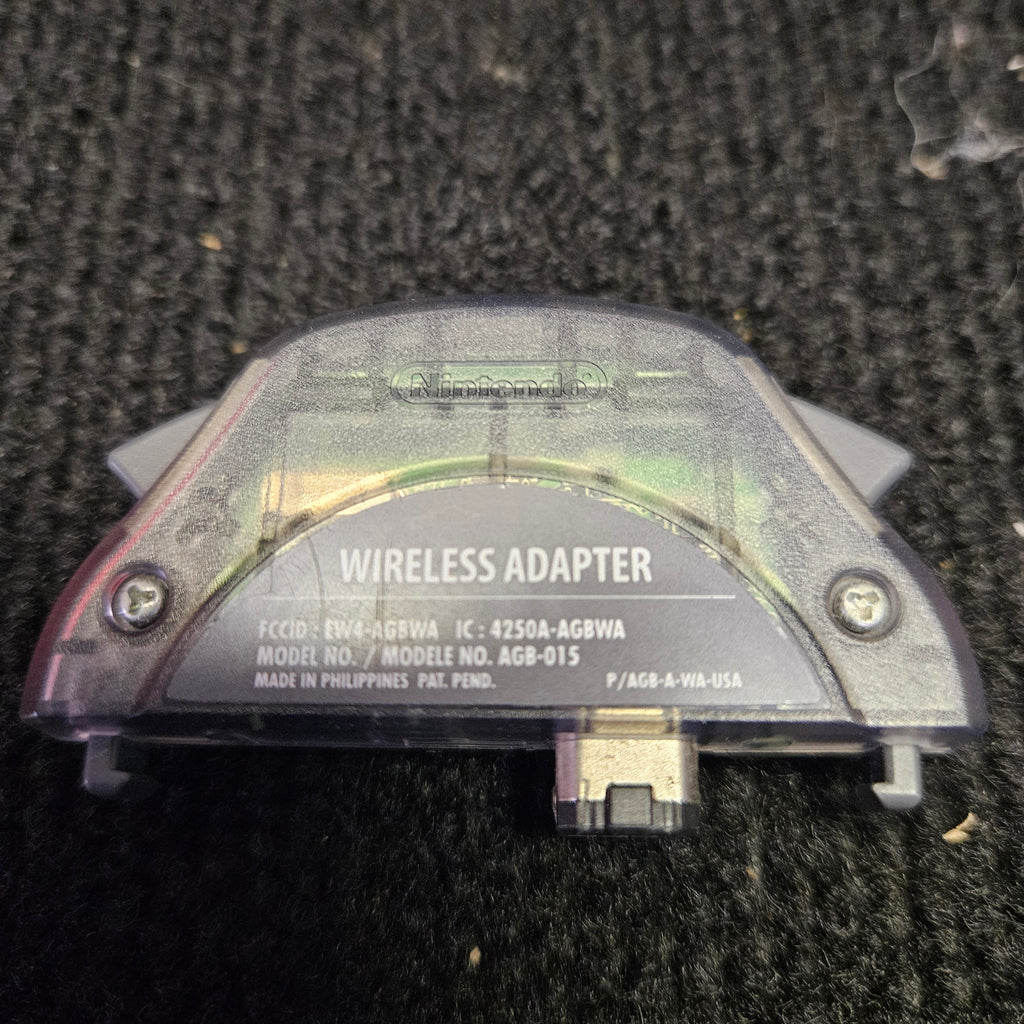 Nintendo
WIRELESS ADAPTER
FCCID : EW4-AGBWA IC : 4250A-AGBWA
MODEL NO. / MODELE NO. AGB-015
MADE IN PHILIPPINES PAT. PEND. P/AGB-A-WA-USA